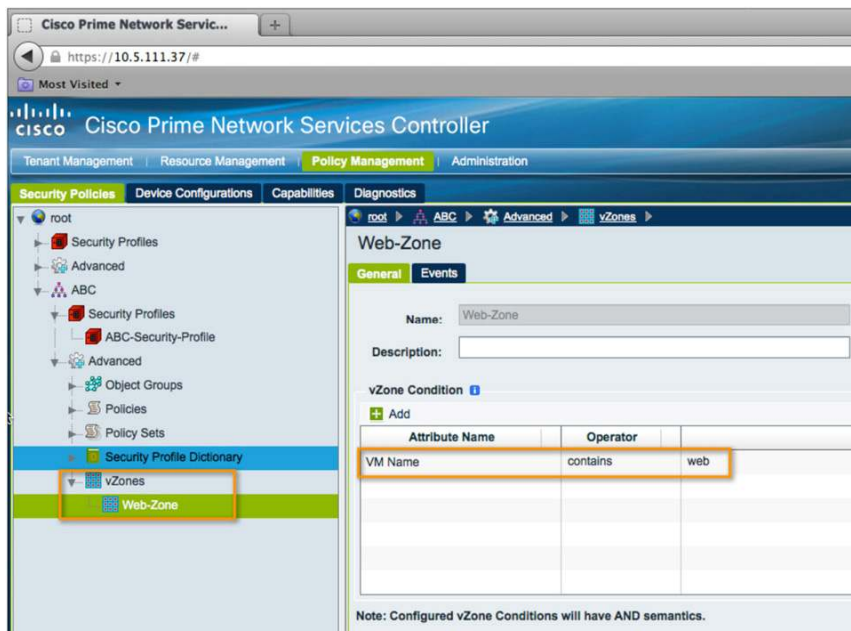 Cisco Prime Network Servic...
https://10.5.111.37/#
Most Visited
CISCO Cisco Prime Network Services Controller
Tenant Management | Resource Management | Policy Management | Administration
Security Policies Device Configurations Capabilities Diagnostics
root
Security Profiles
Advanced
ABC
Security Profiles
ABC-Security-Profile
Advanced
Object Groups
Policies
Policy Sets
Security Profile Dictionary
vZones
Web-Zone
root ABC Advanced vZones
Web-Zone
General Events
Name: Web-Zone
Description:
vZone Condition
Add
Attribute Name Operator
VM Name contains web
Note: Configured vZone Conditions will have AND semantics.